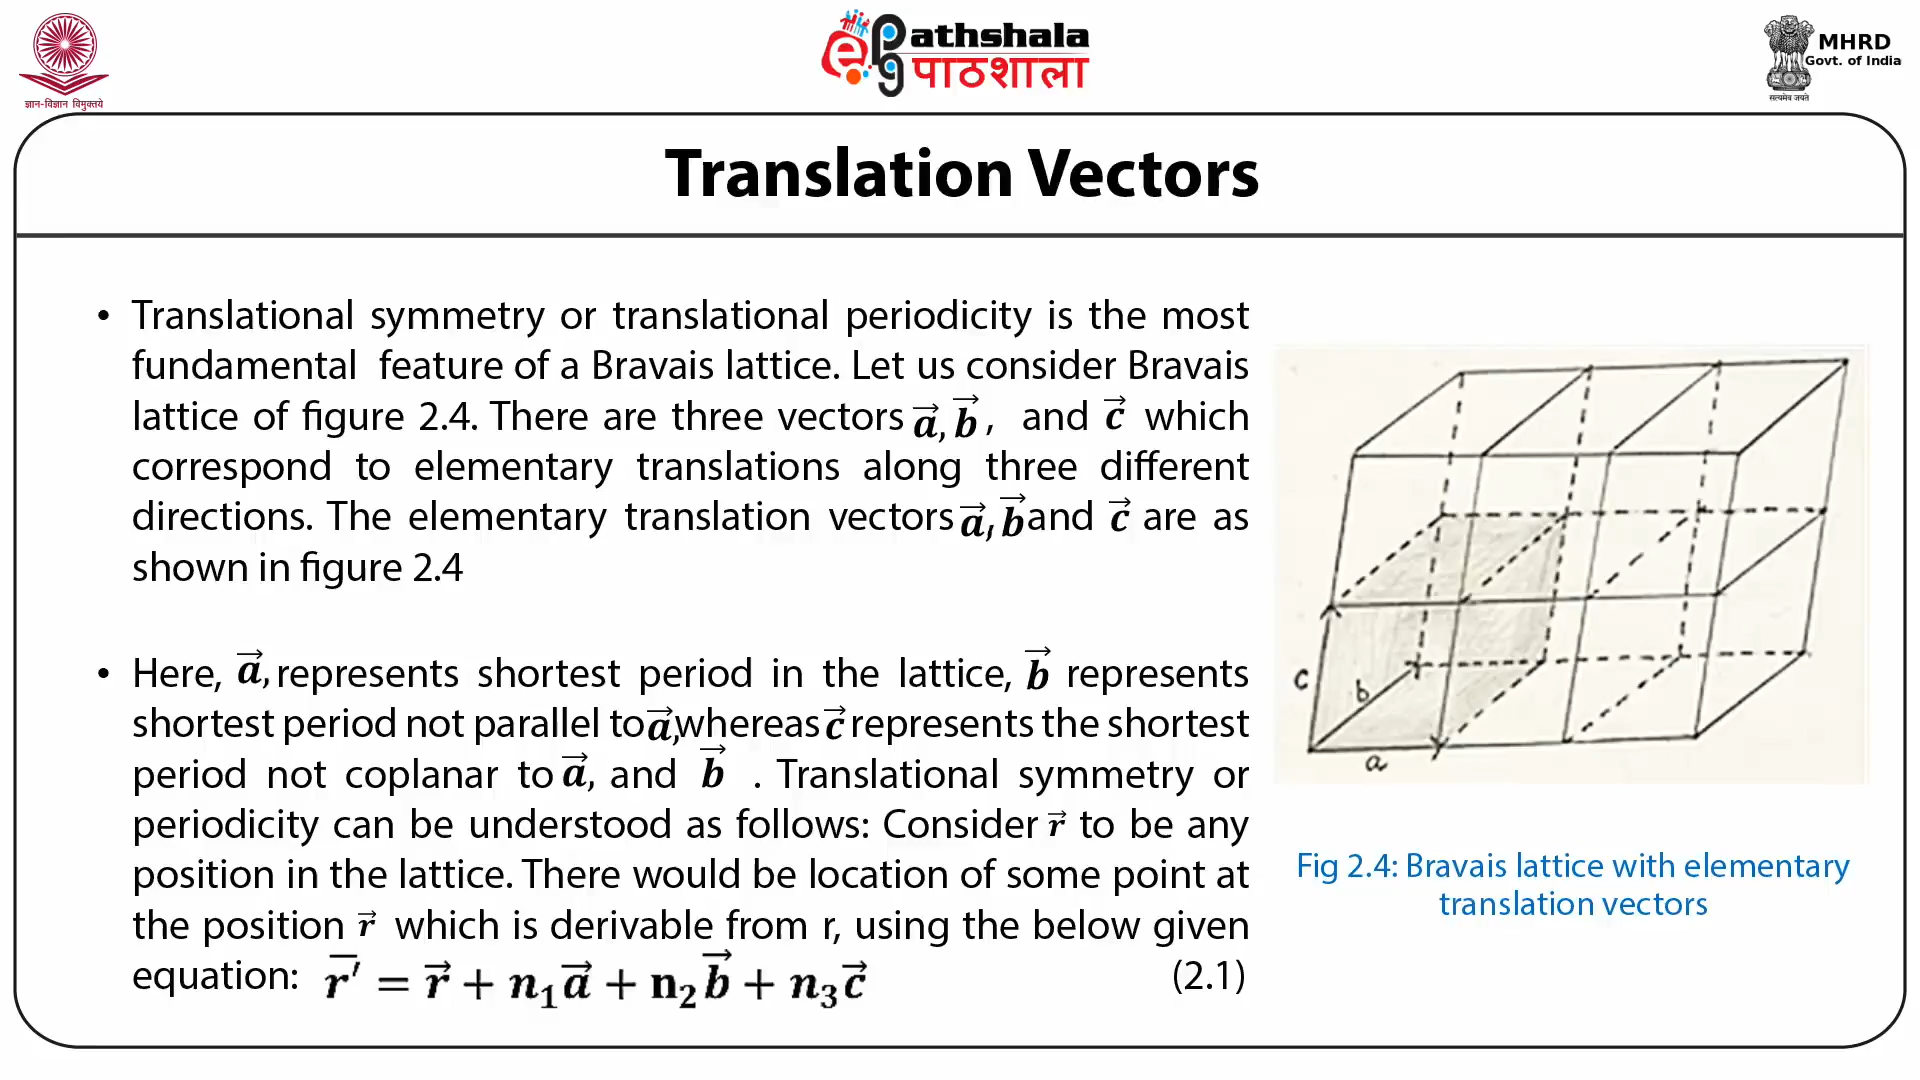 ज्ञान-विज्ञान विमुक्तये
e Pathshala
पाठशाला
MHRD
Govt. of India
सत्यमेव जयते
Translation Vectors
• Translational symmetry or translational periodicity is the most
fundamental feature of a Bravais lattice. Let us consider Bravais
lattice of figure 2.4. There are three vectors a⃗, b⃗, and c⃗ which
correspond to elementary translations along three different
directions. The elementary translation vectors a⃗, b⃗ and c⃗ are as
shown in figure 2.4
• Here, a⃗, represents shortest period in the lattice, b⃗ represents
shortest period not parallel to a⃗, whereas c⃗ represents the shortest
period not coplanar to a⃗, and b⃗ . Translational symmetry or
periodicity can be understood as follows: Consider r⃗ to be any
position in the lattice. There would be location of some point at
the position r⃗ which is derivable from r, using the below given
equation: r̅′ = r⃗ + n₁a⃗ + n₂b⃗ + n₃c⃗ (2.1)
c
b
a
Fig 2.4: Bravais lattice with elementary
translation vectors